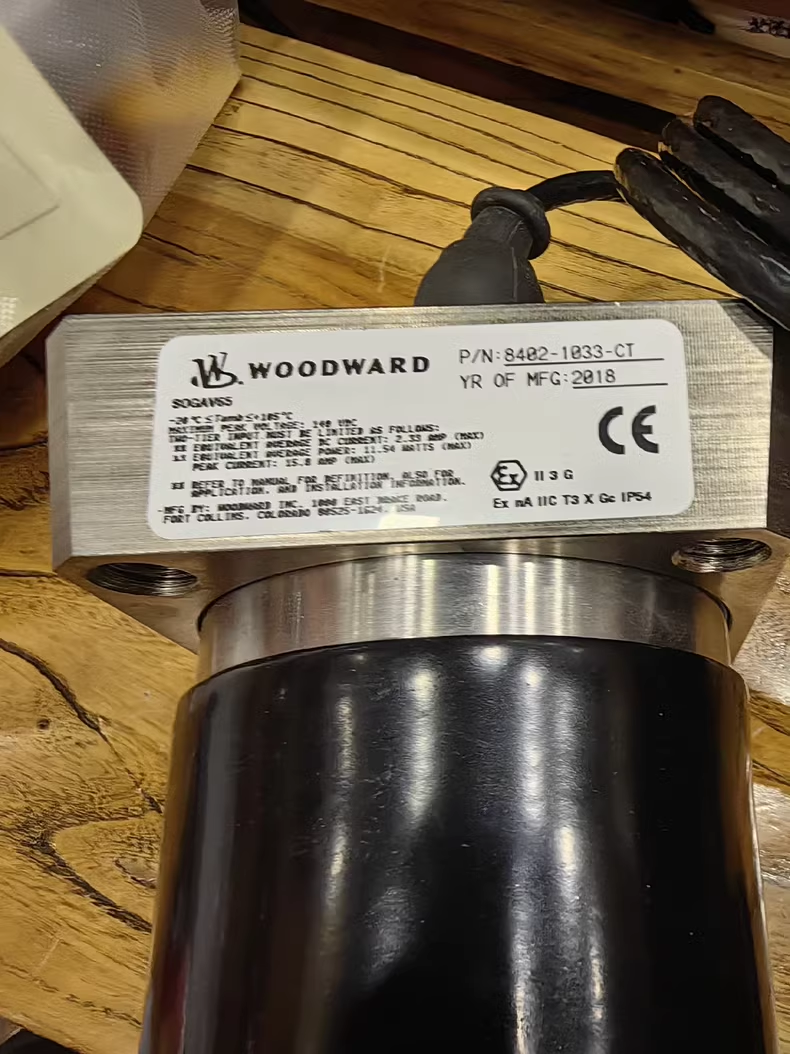 WOODWARD
P/N: 8402-1033-CT
YR OF MFG: 2018
SOGAV55
-20 °C ≤ Tamb ≤ +105 °C
MAXIMUM PEAK VOLTAGE: 140 VDC
TWO-TIER INPUT MUST BE LIMITED AS FOLLOWS:
** EQUIVALENT AVERAGE DC CURRENT: 2.33 AMP (MAX)
** EQUIVALENT AVERAGE POWER: 11.54 WATTS (MAX)
PEAK CURRENT: 15.8 AMP (MAX)
** REFER TO MANUAL FOR DEFINITION, ALSO FOR
APPLICATION, AND INSTALLATION INFORMATION.
MFG BY: WOODWARD INC. 1000 EAST DRAKE ROAD.
FORT COLLINS, COLORADO 80525-1624, USA
CE
Ex II 3 G
Ex nA IIC T3 X Gc IP54